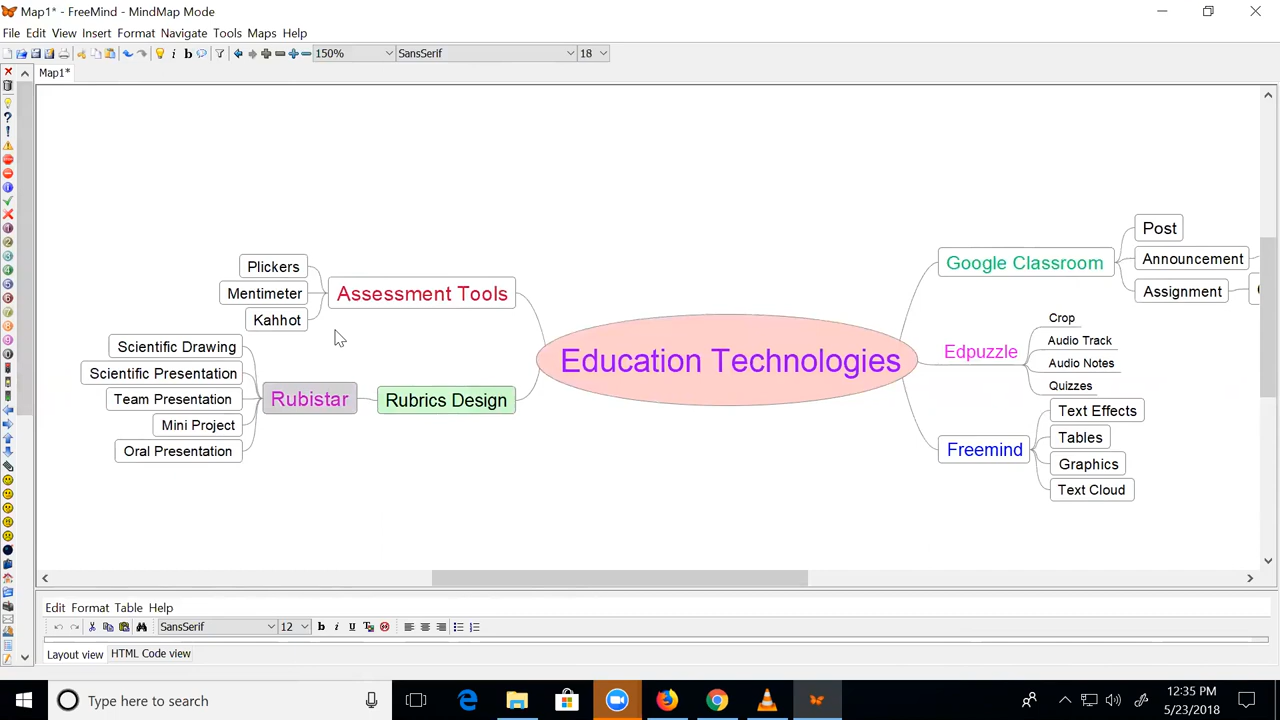 Map1* - FreeMind - MindMap Mode
File Edit View Insert Format Navigate Tools Maps Help
150% SansSerif 18
Map1*
Plickers
Mentimeter
Kahhot
Assessment Tools
Scientific Drawing
Scientific Presentation
Team Presentation
Mini Project
Oral Presentation
Rubistar
Rubrics Design
Education Technologies
Google Classroom
Post
Announcement
Assignment
Edpuzzle
Crop
Audio Track
Audio Notes
Quizzes
Freemind
Text Effects
Tables
Graphics
Text Cloud
Edit Format Table Help
SansSerif 12
Layout view HTML Code view
Type here to search
12:35 PM
5/23/2018